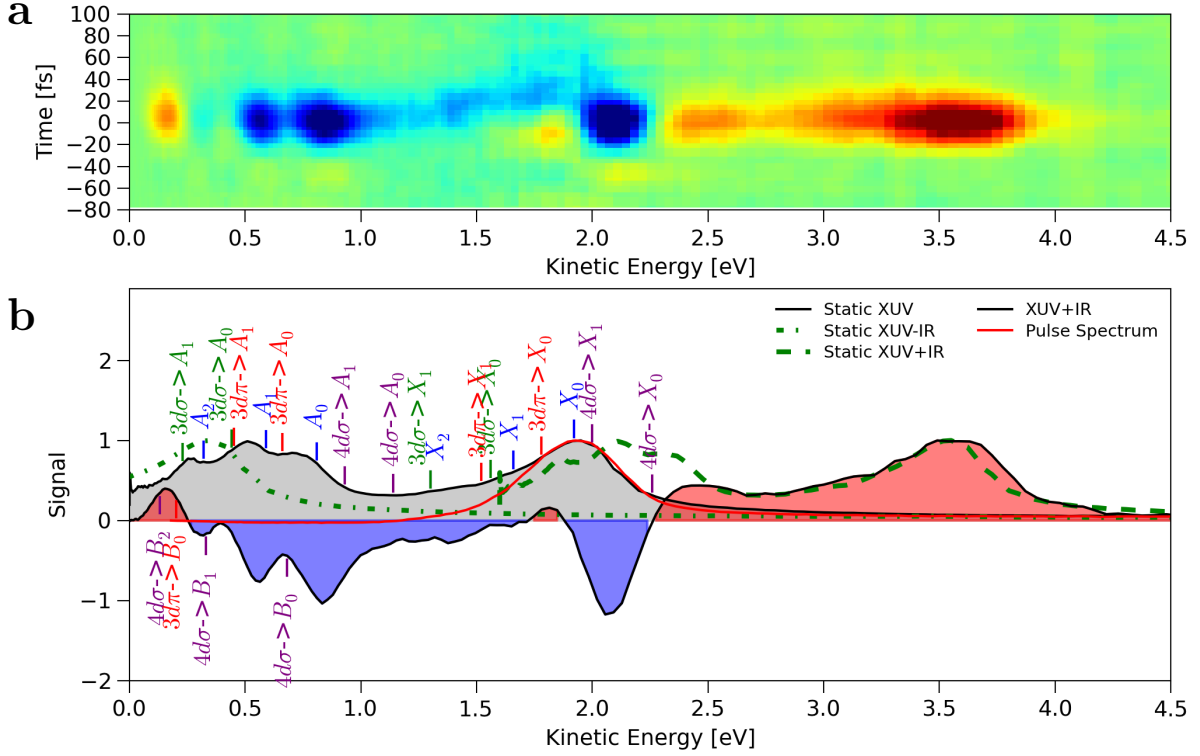 a
100
80
60
40
20
0
−20
−40
−60
−80
Time [fs]
0.0 0.5 1.0 1.5 2.0 2.5 3.0 3.5 4.0 4.5
Kinetic Energy [eV]
b
Static XUV
Static XUV-IR
Static XUV+IR
XUV+IR
Pulse Spectrum
2
1
0
−1
−2
Signal
3dσ->A₁
A₂
3dσ->A₀
3dπ->A₁
A₁
3dπ->A₀
A₀
4dσ->A₁
4dσ->A₀
3dσ->X₁
X₂
3dπ->X₁
3dσ->X₀
X₁
3dπ->X₀
X₀
4dσ->X₁
4dσ->X₀
4dσ->B₂
3dπ->B₀
4dσ->B₁
4dσ->B₀
0.0 0.5 1.0 1.5 2.0 2.5 3.0 3.5 4.0 4.5
Kinetic Energy [eV]